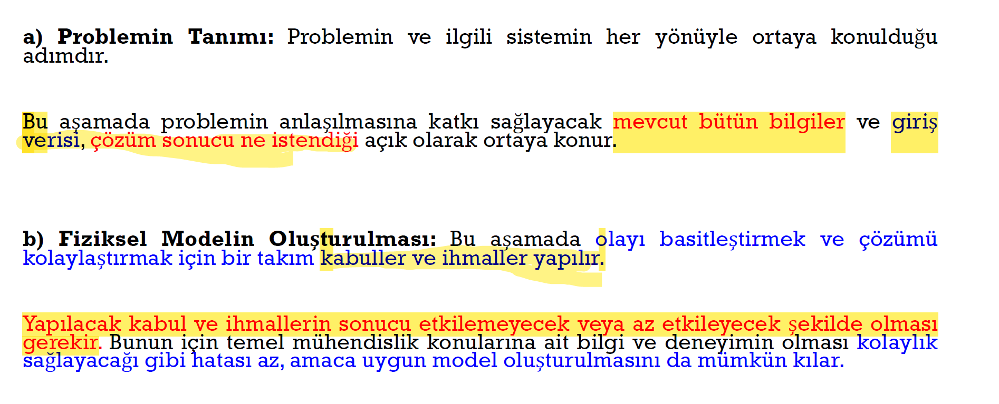 a) Problemin Tanımı: Problemin ve ilgili sistemin her yönüyle ortaya konulduğu
adımdır.
Bu aşamada problemin anlaşılmasına katkı sağlayacak mevcut bütün bilgiler ve giriş
verisi, çözüm sonucu ne istendiği açık olarak ortaya konur.
b) Fiziksel Modelin Oluşturulması: Bu aşamada olayı basitleştirmek ve çözümü
kolaylaştırmak için bir takım kabuller ve ihmaller yapılır.
Yapılacak kabul ve ihmallerin sonucu etkilemeyecek veya az etkileyecek şekilde olması
gerekir. Bunun için temel mühendislik konularına ait bilgi ve deneyimin olması kolaylık
sağlayacağı gibi hatası az, amaca uygun model oluşturulmasını da mümkün kılar.